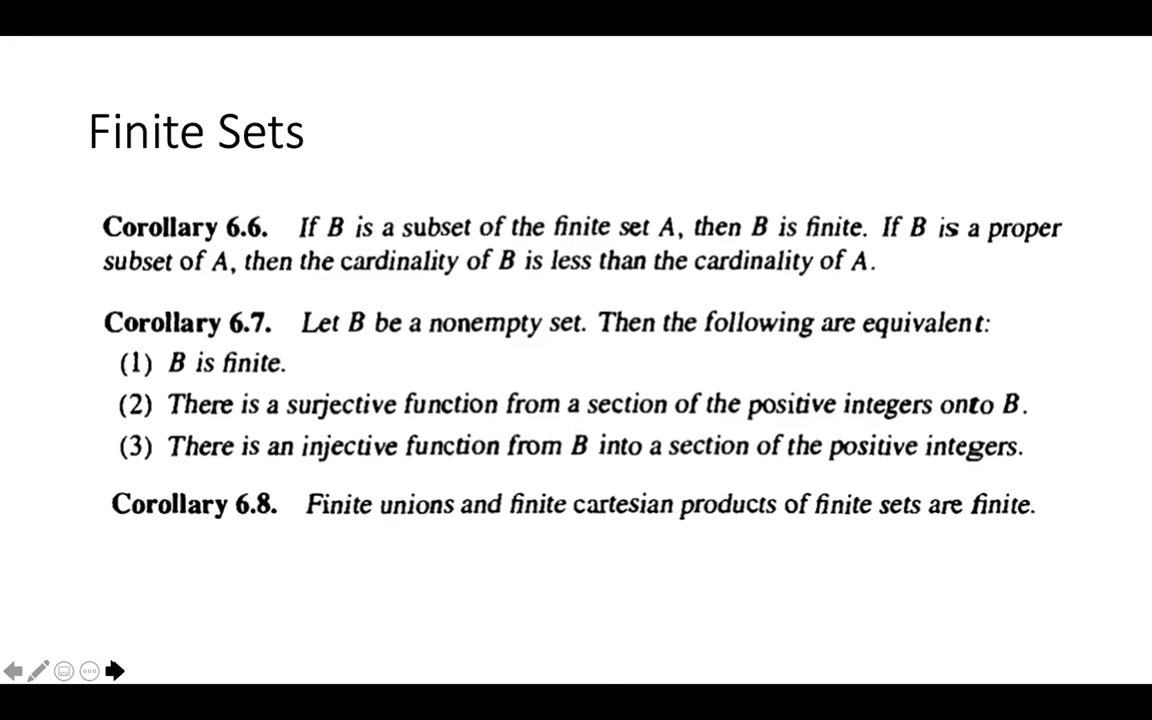 Finite Sets
Corollary 6.6. If B is a subset of the finite set A, then B is finite. If B is a proper
subset of A, then the cardinality of B is less than the cardinality of A.
Corollary 6.7. Let B be a nonempty set. Then the following are equivalent:
(1) B is finite.
(2) There is a surjective function from a section of the positive integers onto B.
(3) There is an injective function from B into a section of the positive integers.
Corollary 6.8. Finite unions and finite cartesian products of finite sets are finite.